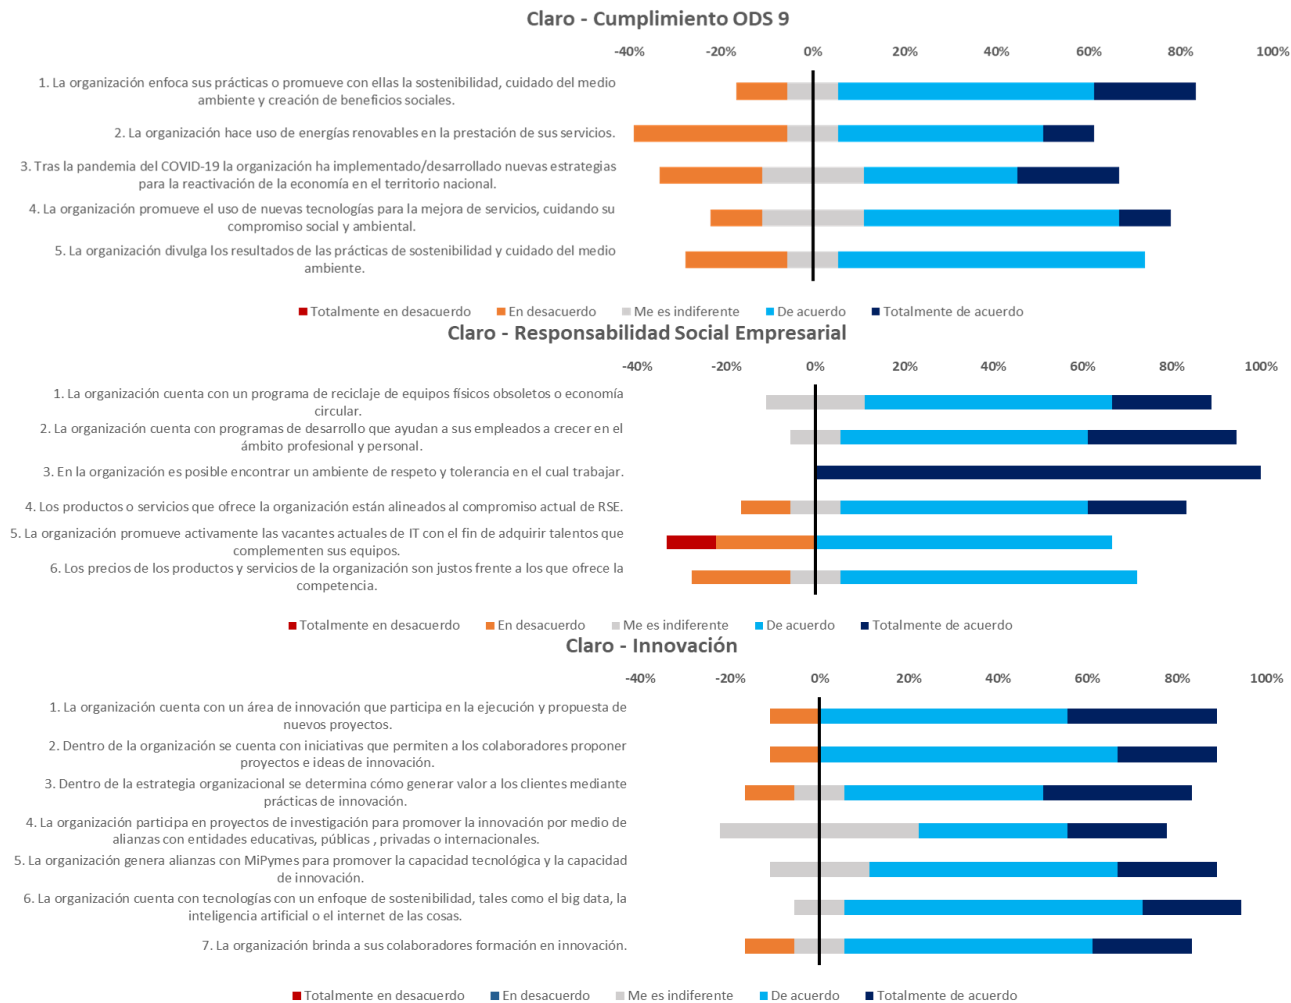 Claro - Cumplimiento ODS 9
-40% -20% 0% 20% 40% 60% 80% 100%
1. La organización enfoca sus prácticas o promueve con ellas la sostenibilidad, cuidado del medio
ambiente y creación de beneficios sociales.
2. La organización hace uso de energías renovables en la prestación de sus servicios.
3. Tras la pandemia del COVID-19 la organización ha implementado/desarrollado nuevas estrategias
para la reactivación de la economía en el territorio nacional.
4. La organización promueve el uso de nuevas tecnologías para la mejora de servicios, cuidando su
compromiso social y ambiental.
5. La organización divulga los resultados de las prácticas de sostenibilidad y cuidado del medio
ambiente.
Totalmente en desacuerdo En desacuerdo Me es indiferente De acuerdo Totalmente de acuerdo
Claro - Responsabilidad Social Empresarial
-40% -20% 0% 20% 40% 60% 80% 100%
1. La organización cuenta con un programa de reciclaje de equipos físicos obsoletos o economía
circular.
2. La organización cuenta con programas de desarrollo que ayudan a sus empleados a crecer en el
ámbito profesional y personal.
3. En la organización es posible encontrar un ambiente de respeto y tolerancia en el cual trabajar.
4. Los productos o servicios que ofrece la organización están alineados al compromiso actual de RSE.
5. La organización promueve activamente las vacantes actuales de IT con el fin de adquirir talentos que
complementen sus equipos.
6. Los precios de los productos y servicios de la organización son justos frente a los que ofrece la
competencia.
Totalmente en desacuerdo En desacuerdo Me es indiferente De acuerdo Totalmente de acuerdo
Claro - Innovación
-40% -20% 0% 20% 40% 60% 80% 100%
1. La organización cuenta con un área de innovación que participa en la ejecución y propuesta de
nuevos proyectos.
2. Dentro de la organización se cuenta con iniciativas que permiten a los colaboradores proponer
proyectos e ideas de innovación.
3. Dentro de la estrategia organizacional se determina cómo generar valor a los clientes mediante
prácticas de innovación.
4. La organización participa en proyectos de investigación para promover la innovación por medio de
alianzas con entidades educativas, públicas , privadas o internacionales.
5. La organización genera alianzas con MiPymes para promover la capacidad tecnológica y la capacidad
de innovación.
6. La organización cuenta con tecnologías con un enfoque de sostenibilidad, tales como el big data, la
inteligencia artificial o el internet de las cosas.
7. La organización brinda a sus colaboradores formación en innovación.
Totalmente en desacuerdo En desacuerdo Me es indiferente De acuerdo Totalmente de acuerdo